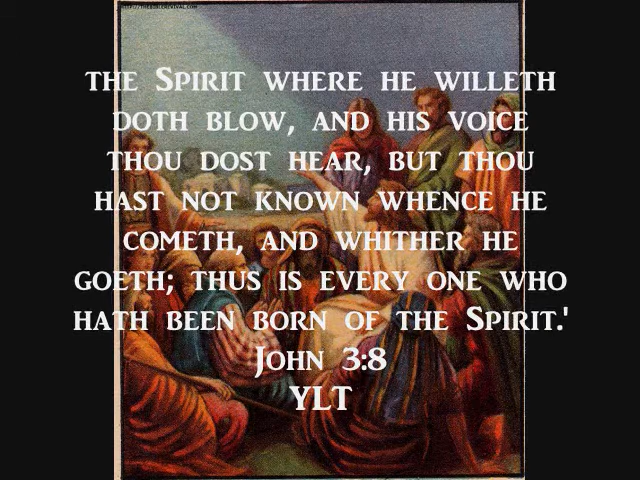 THE SPIRIT WHERE HE WILLETH
DOTH BLOW, AND HIS VOICE
THOU DOST HEAR, BUT THOU
HAST NOT KNOWN WHENCE HE
COMETH, AND WHITHER HE
GOETH; THUS IS EVERY ONE WHO
HATH BEEN BORN OF THE SPIRIT.'
JOHN 3:8
YLT